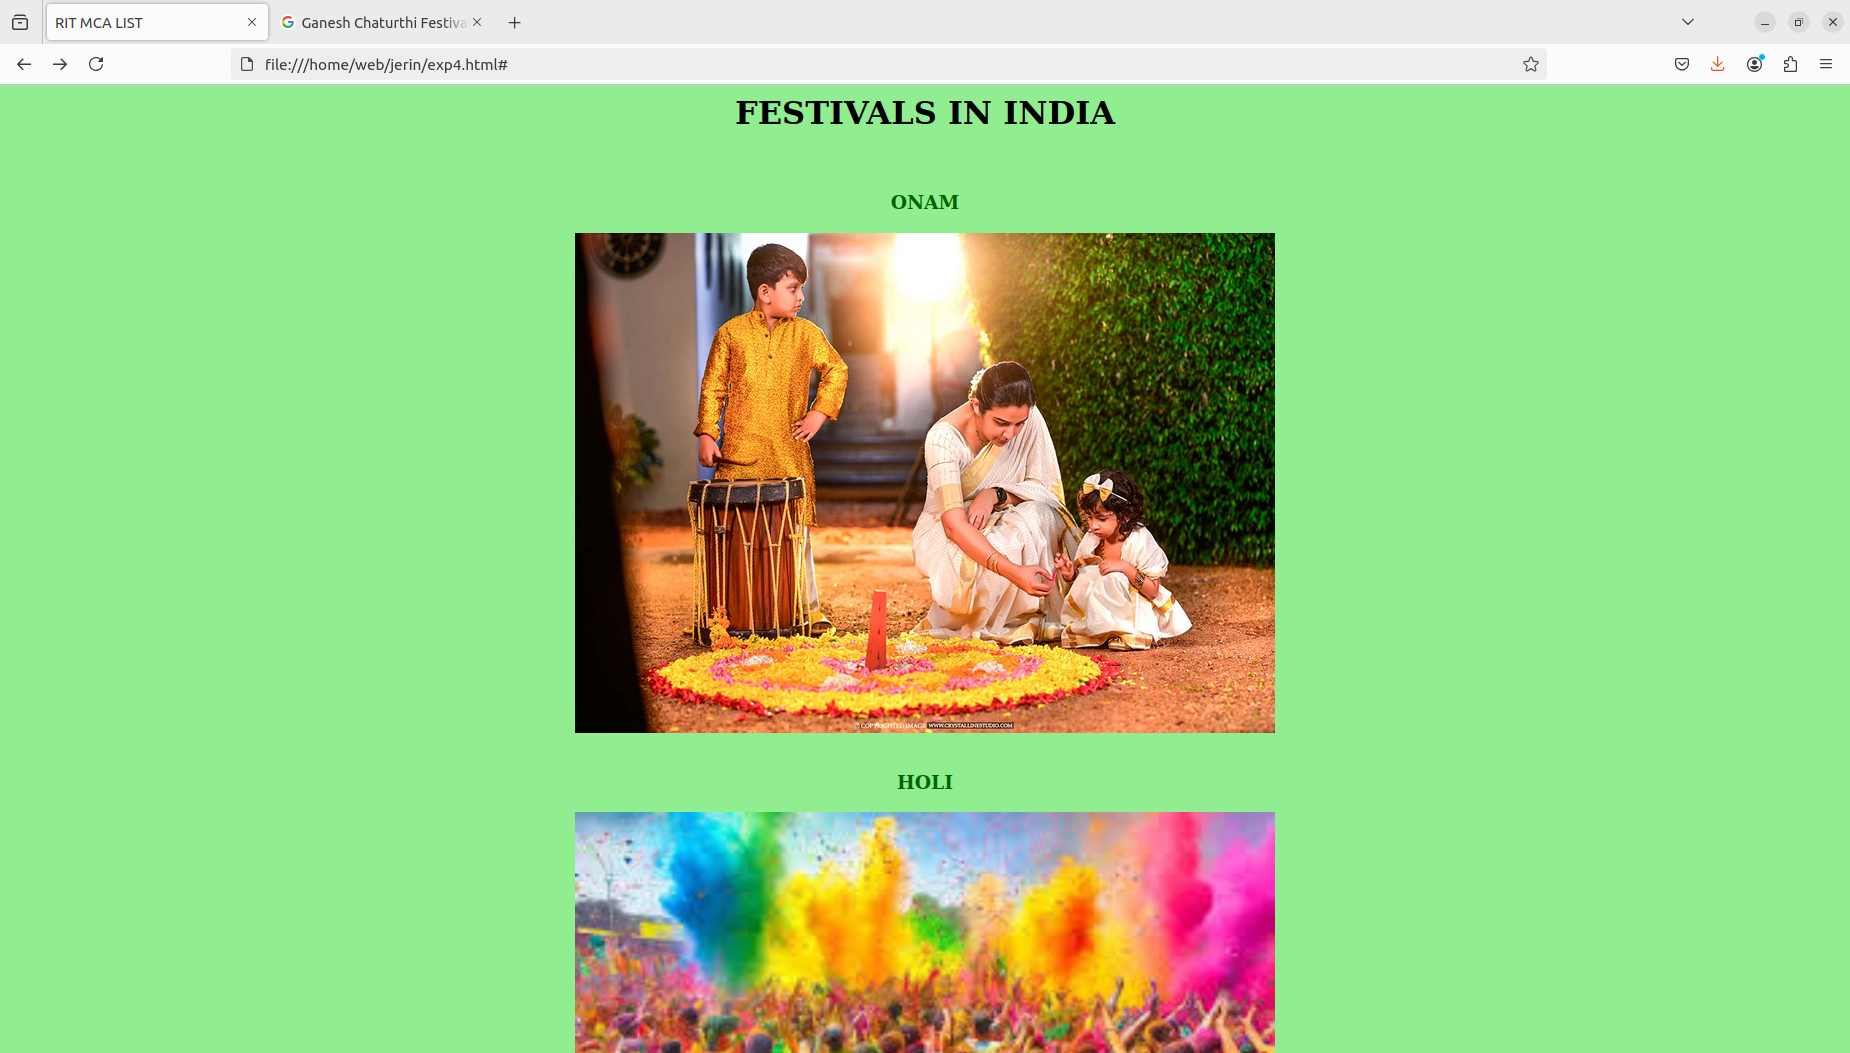 RIT MCA LIST
Ganesh Chaturthi Festiva
file:///home/web/jerin/exp4.html#
FESTIVALS IN INDIA
ONAM
© COPYRIGHTED IMAGE WWW.CRYSTALLINESTUDIO.COM
HOLI